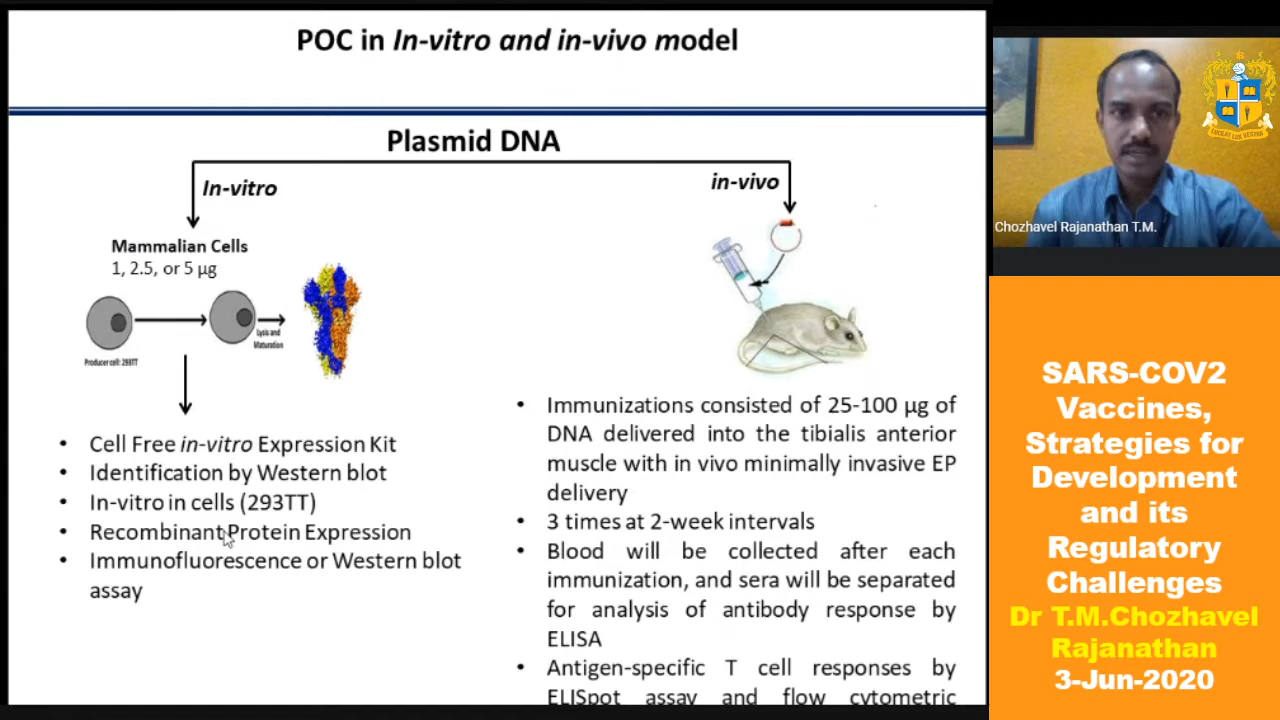 POC in In-vitro and in-vivo model
Plasmid DNA
In-vitro
in-vivo
Mammalian Cells
1, 2.5, or 5 µg
Lysis and
Maturation
Producer cell: 293TT
• Cell Free in-vitro Expression Kit
• Identification by Western blot
• In-vitro in cells (293TT)
• Recombinant Protein Expression
• Immunofluorescence or Western blot
assay
• Immunizations consisted of 25-100 µg of
DNA delivered into the tibialis anterior
muscle with in vivo minimally invasive EP
delivery
• 3 times at 2-week intervals
• Blood will be collected after each
immunization, and sera will be separated
for analysis of antibody response by
ELISA
• Antigen-specific T cell responses by
ELISpot assay and flow cytometric
LUCEAT LUX VESTRA
Chozhavel Rajanathan T.M.
SARS-COV2
Vaccines,
Strategies for
Development
and its
Regulatory
Challenges
Dr T.M.Chozhavel
Rajanathan
3-Jun-2020